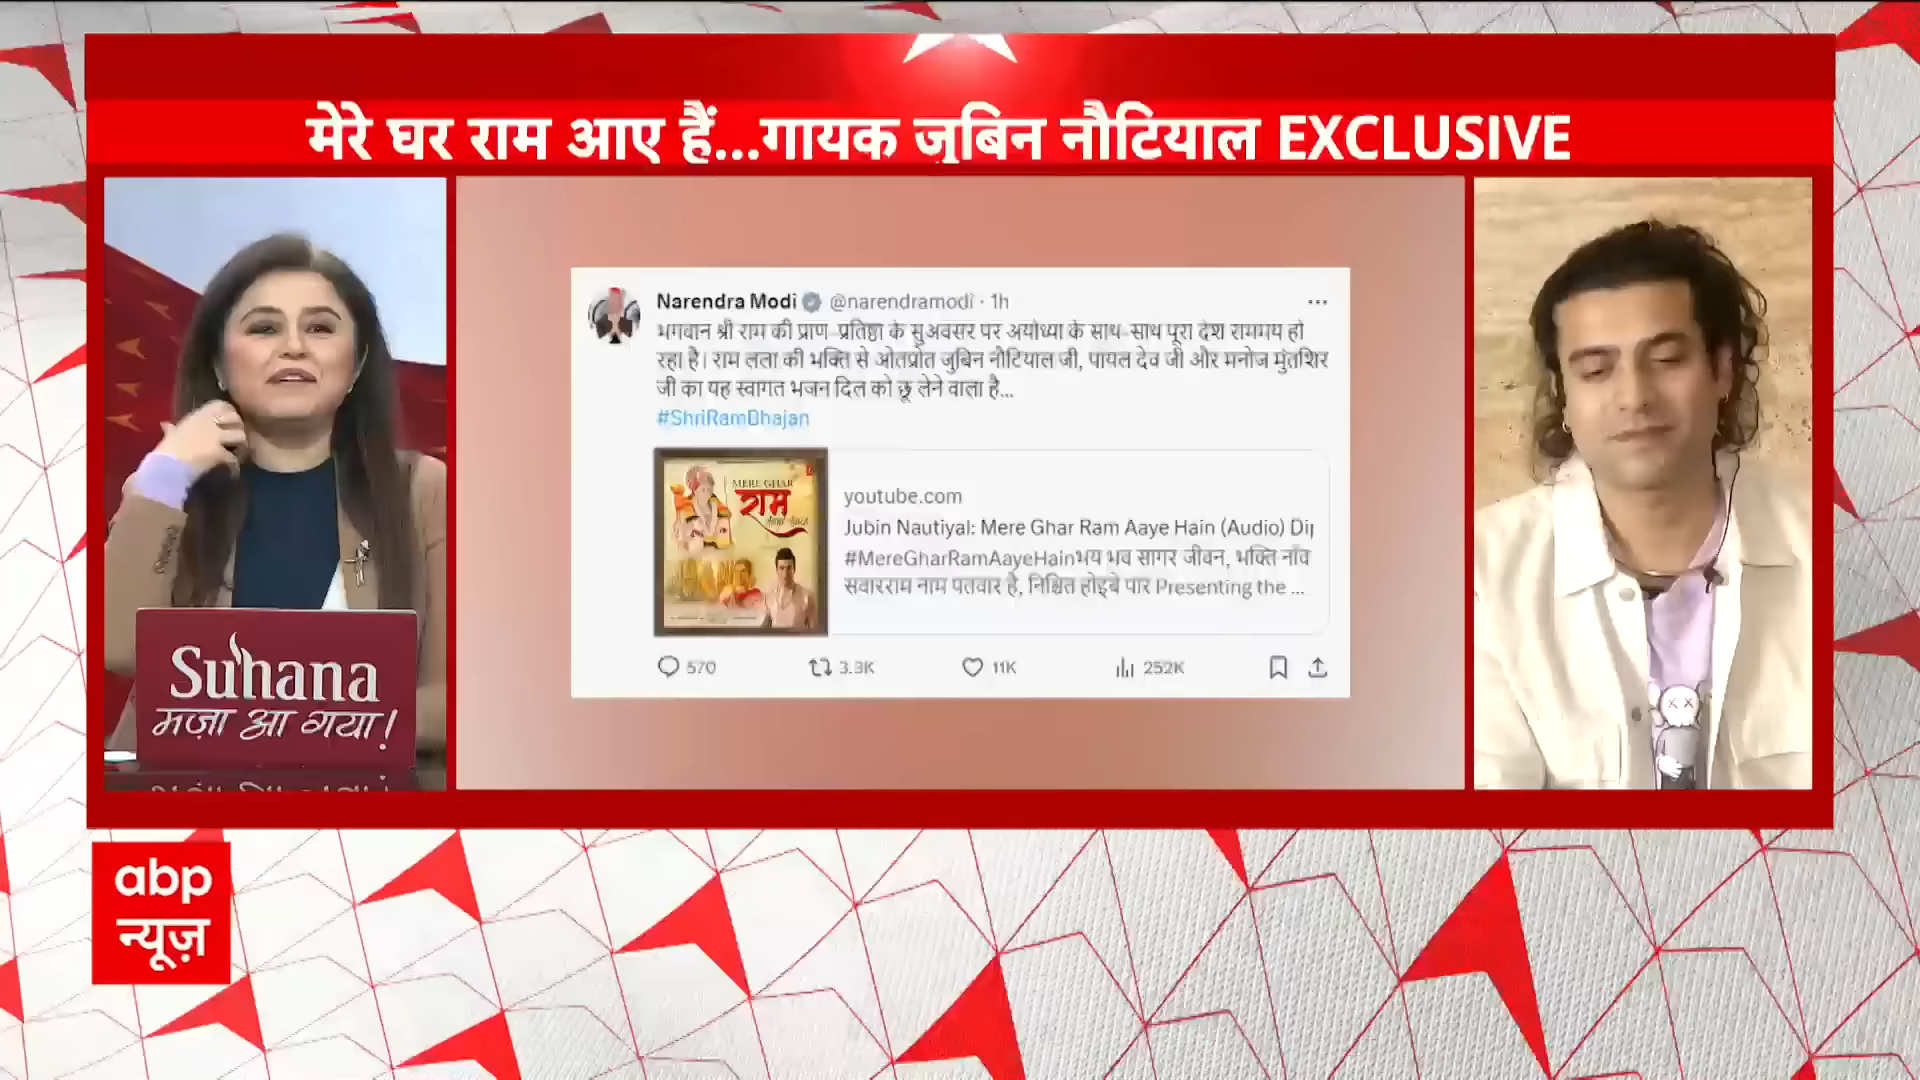 मेरे घर राम आए हैं...गायक जुबिन नौटियाल EXCLUSIVE
Narendra Modi @narendramodi · 1h
भगवान श्री राम की प्राण-प्रतिष्ठा के सुअवसर पर अयोध्या के साथ-साथ पूरा देश राममय हो
रहा है। राम लला की भक्ति से ओतप्रोत जुबिन नौटियाल जी, पायल देव जी और मनोज मुंतशिर
जी का यह स्वागत भजन दिल को छू लेने वाला है...
#ShriRamBhajan
MERE GHAR
राम
youtube.com
Jubin Nautiyal: Mere Ghar Ram Aaye Hain (Audio) Dip
#MereGharRamAayeHainभय भव सागर जीवन, भक्ति नाँव
सवारराम नाम पतवार है, निश्चित होइबे पार Presenting the ...
570 3.3K 11K 252K
Suhana
मज़ा आ गया!
abp
न्यूज़